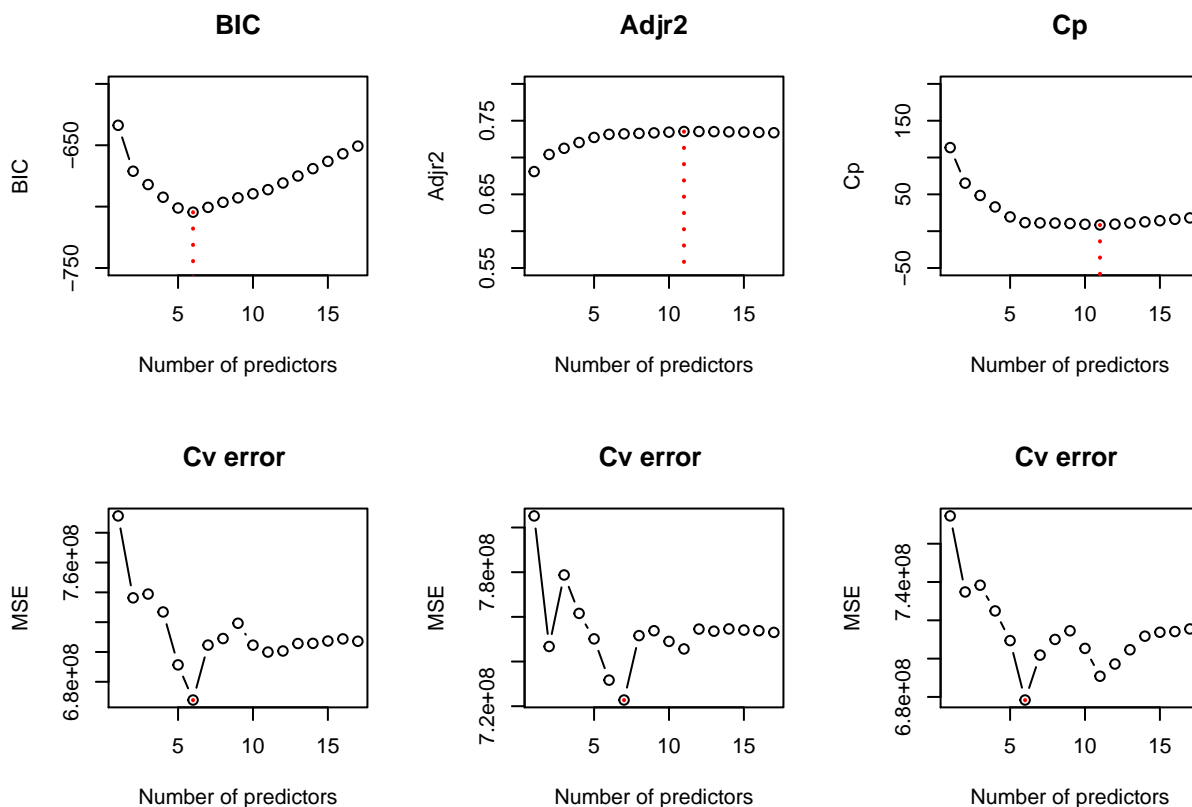 BIC
Adjr2
Cp
BIC
−750
−650
5
10
15
Number of predictors
Adjr2
0.55
0.65
0.75
5
10
15
Number of predictors
Cp
−50
50
150
5
10
15
Number of predictors
Cv error
Cv error
Cv error
MSE
6.8e+08
7.6e+08
5
10
15
Number of predictors
MSE
7.2e+08
7.8e+08
5
10
15
Number of predictors
MSE
6.8e+08
7.4e+08
5
10
15
Number of predictors